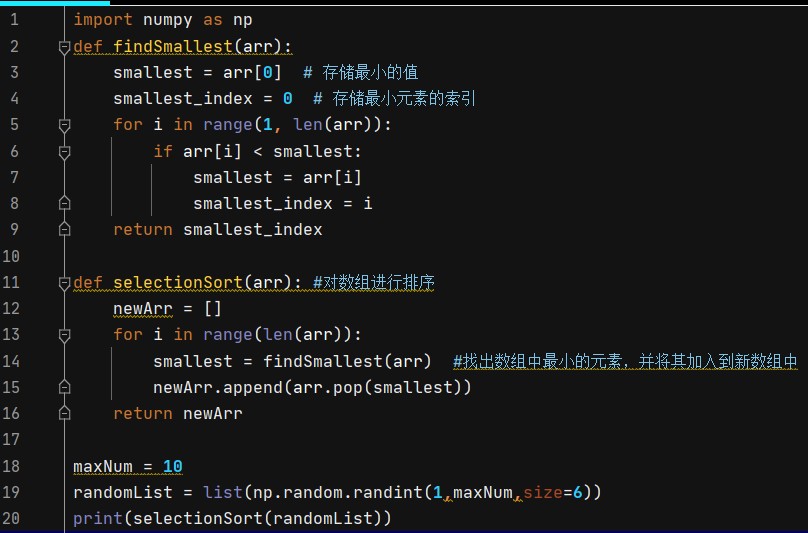 1 import numpy as np
2 def findSmallest(arr):
3 smallest = arr[0]  # 存储最小的值
4 smallest_index = 0  # 存储最小元素的索引
5 for i in range(1, len(arr)):
6 if arr[i] < smallest:
7 smallest = arr[i]
8 smallest_index = i
9 return smallest_index
10
11 def selectionSort(arr): #对数组进行排序
12 newArr = []
13 for i in range(len(arr)):
14 smallest = findSmallest(arr)  #找出数组中最小的元素，并将其加入到新数组中
15 newArr.append(arr.pop(smallest))
16 return newArr
17
18 maxNum = 10
19 randomList = list(np.random.randint(1,maxNum,size=6))
20 print(selectionSort(randomList))